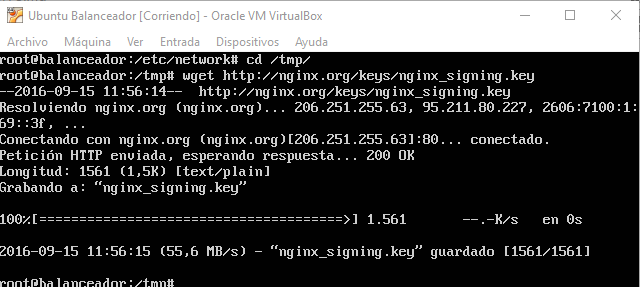 Ubuntu Balanceador [Corriendo] - Oracle VM VirtualBox
Archivo Máquina Ver Entrada Dispositivos Ayuda
root@balanceador:/etc/network# cd /tmp/
root@balanceador:/tmp# wget http://nginx.org/keys/nginx_signing.key
--2016-09-15 11:56:14-- http://nginx.org/keys/nginx_signing.key
Resolviendo nginx.org (nginx.org)... 206.251.255.63, 95.211.80.227, 2606:7100:1:
69::3f, ...
Conectando con nginx.org (nginx.org)[206.251.255.63]:80... conectado.
Petición HTTP enviada, esperando respuesta... 200 OK
Longitud: 1561 (1,5K) [text/plain]
Grabando a: “nginx_signing.key”
100%[======================================>] 1.561 --.-K/s en 0s
2016-09-15 11:56:15 (55,6 MB/s) - “nginx_signing.key” guardado [1561/1561]
root@balanceador:/tmp#